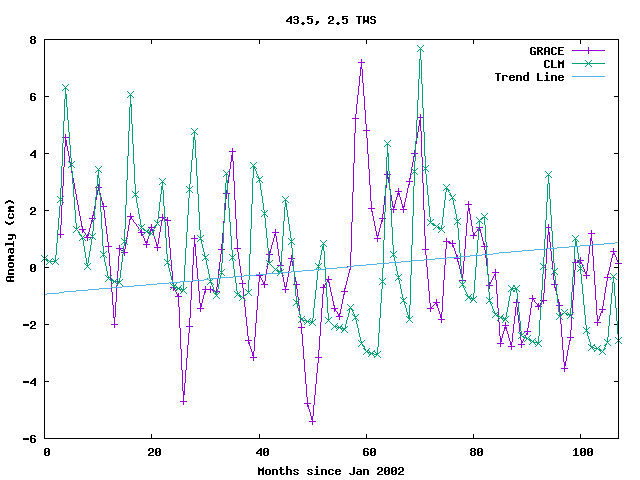 43.5, 2.5 TWS
GRACE
CLM
Trend Line
8
6
4
2
0
-2
-4
-6
Anomaly (cm)
0 20 40 60 80 100
Months since Jan 2002